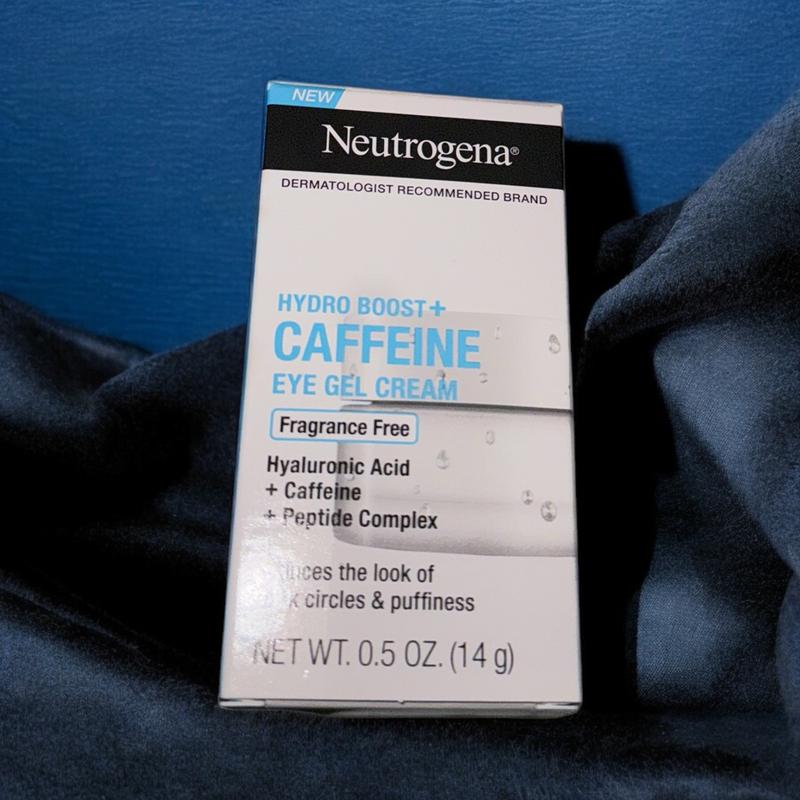 NEW
Neutrogena®
DERMATOLOGIST RECOMMENDED BRAND
HYDRO BOOST+
CAFFEINE
EYE GEL CREAM
Fragrance Free
Hyaluronic Acid
+ Caffeine
+ Peptide Complex
the look of
circles & puffiness
NET WT. 0.5 OZ. (14 g)